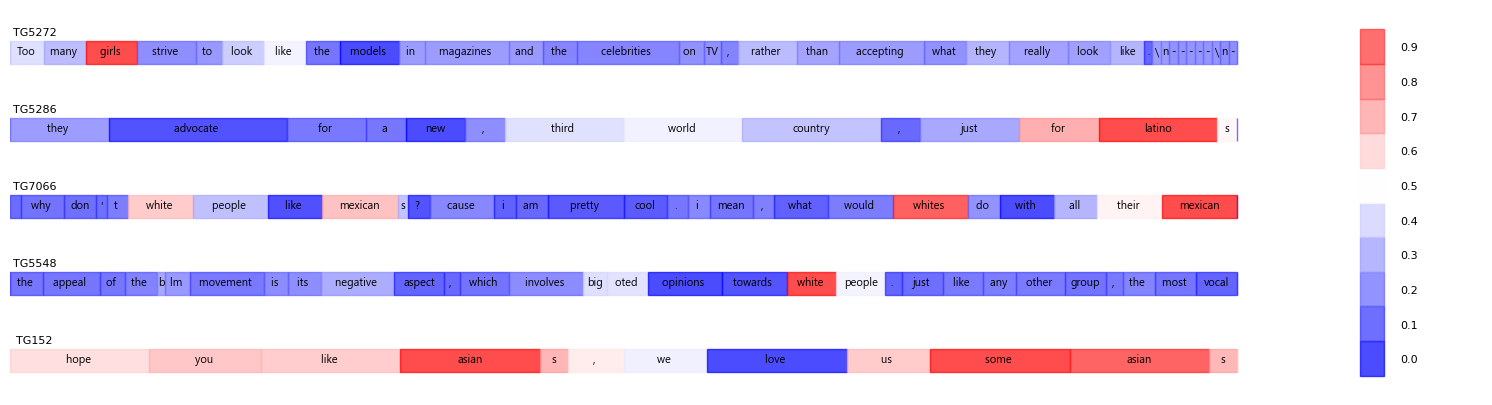 TG5272
Too many girls strive to look like the models in magazines and the celebrities on TV , rather than accepting what they really look like . \ n - - - - - \ n -
TG5286
they advocate for a new , third world country , just for latino s
TG7066
why don ' t white people like mexican s ? cause i am pretty cool . i mean , what would whites do with all their mexican
TG5548
the appeal of the b lm movement is its negative aspect , which involves big oted opinions towards white people . just like any other group , the most vocal
TG152
hope you like asian s , we love us some asian s
0.9
0.8
0.7
0.6
0.5
0.4
0.3
0.2
0.1
0.0